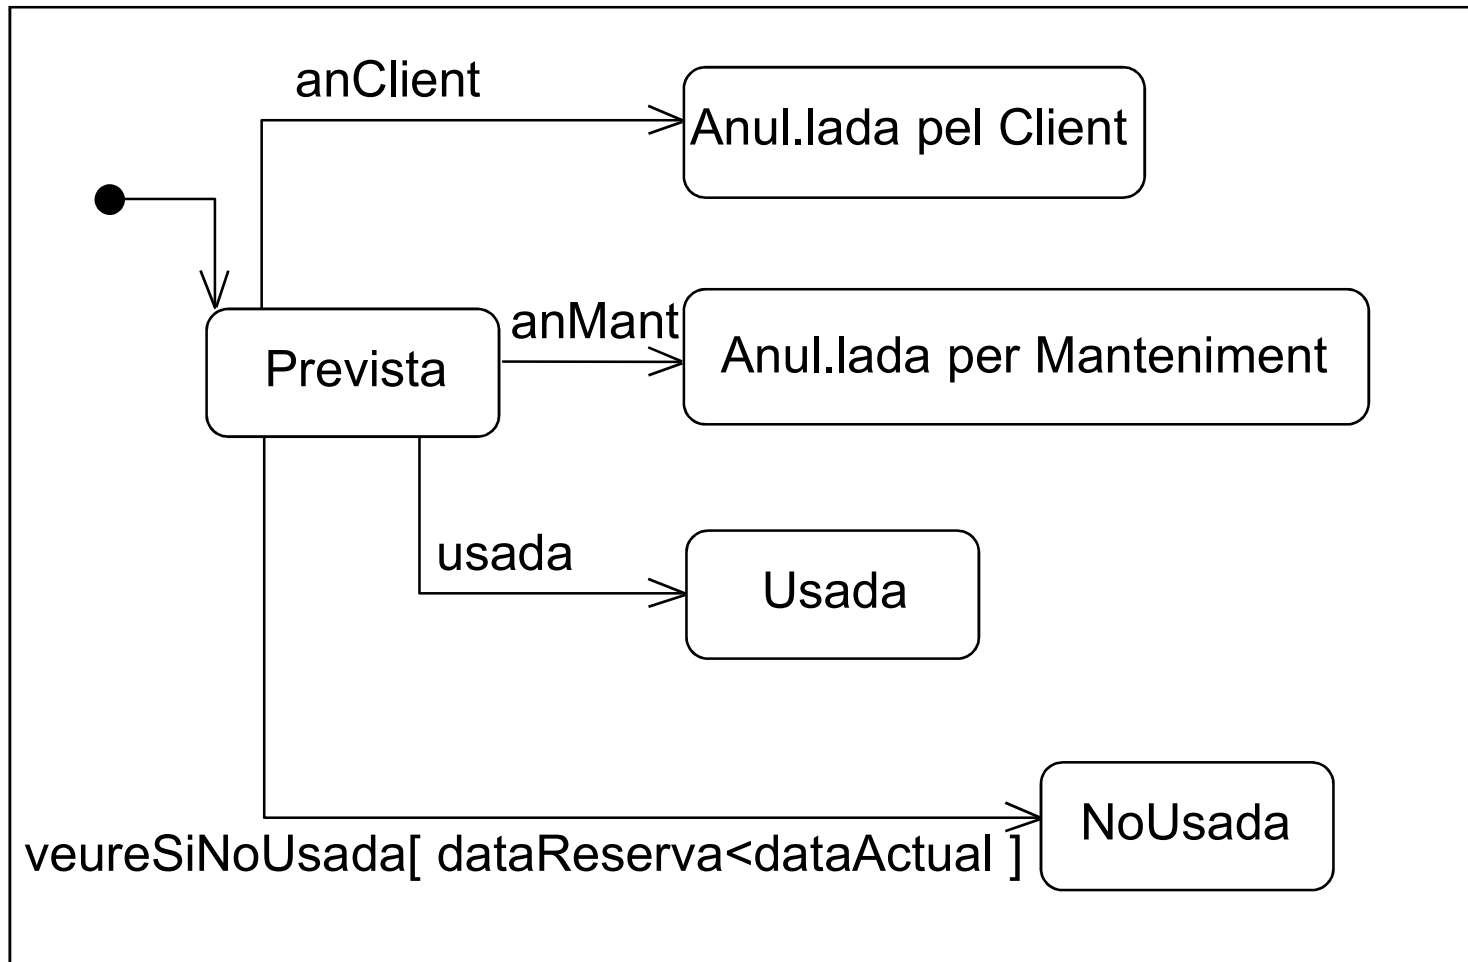 anClient
Anul.lada pel Client
anMant
Prevista
Anul.lada per Manteniment
usada
Usada
NoUsada
veureSiNoUsada[ dataReserva<dataActual ]